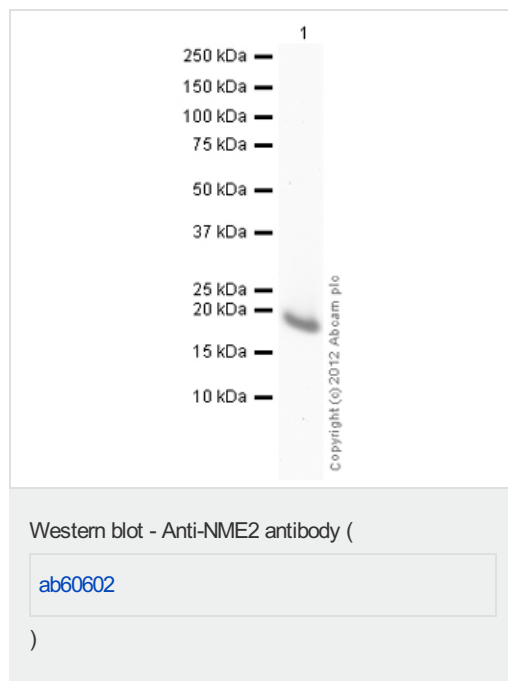 1
250 kDa
150 kDa
100 kDa
75 kDa
50 kDa
37 kDa
25 kDa
20 kDa
15 kDa
10 kDa
Copyright (c) 2012 Abcam plc
Western blot - Anti-NME2 antibody (
ab60602
)